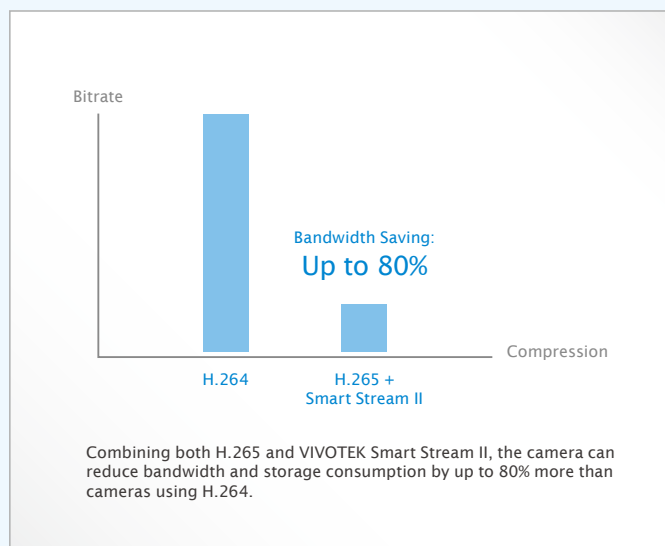 Bitrate
Bandwidth Saving:
Up to 80%
Compression
H.264
H.265 +
Smart Stream II
Combining both H.265 and VIVOTEK Smart Stream II, the camera can
reduce bandwidth and storage consumption by up to 80% more than
cameras using H.264.